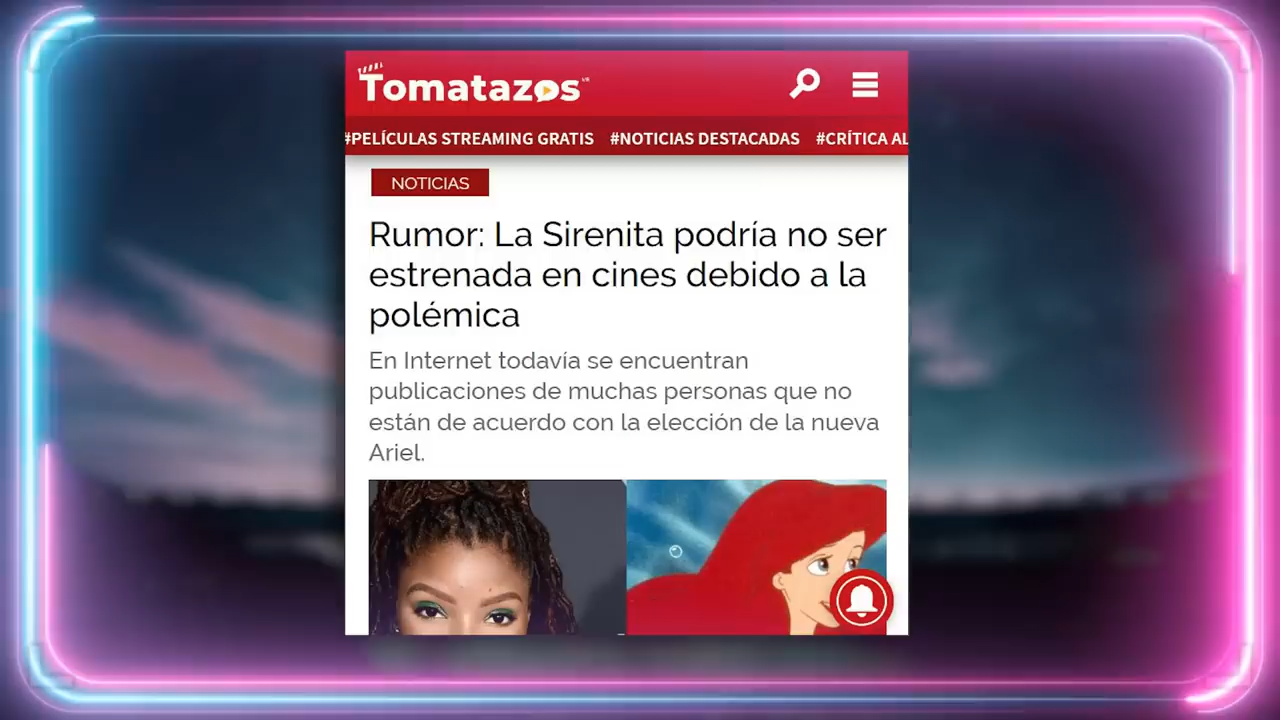 Tomatazos
#PELÍCULAS STREAMING GRATIS #NOTICIAS DESTACADAS #CRÍTICA AL
NOTICIAS
Rumor: La Sirenita podría no ser
estrenada en cines debido a la
polémica
En Internet todavía se encuentran
publicaciones de muchas personas que no
están de acuerdo con la elección de la nueva
Ariel.